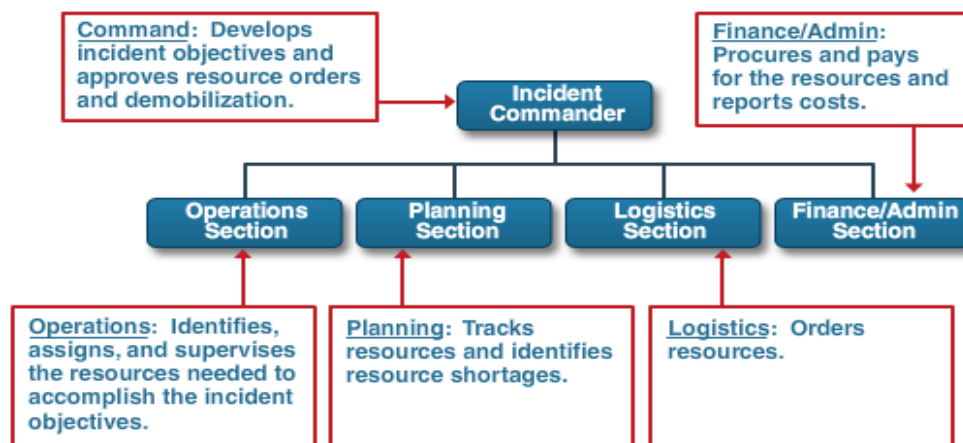 Command: Develops
incident objectives and
approves resource orders
and demobilization.
Finance/Admin:
Procures and pays
for the resources and
reports costs.
Incident
Commander
Operations
Section
Planning
Section
Logistics
Section
Finance/Admin
Section
Operations: Identifies,
assigns, and supervises
the resources needed to
accomplish the incident
objectives.
Planning: Tracks
resources and identifies
resource shortages.
Logistics: Orders
resources.